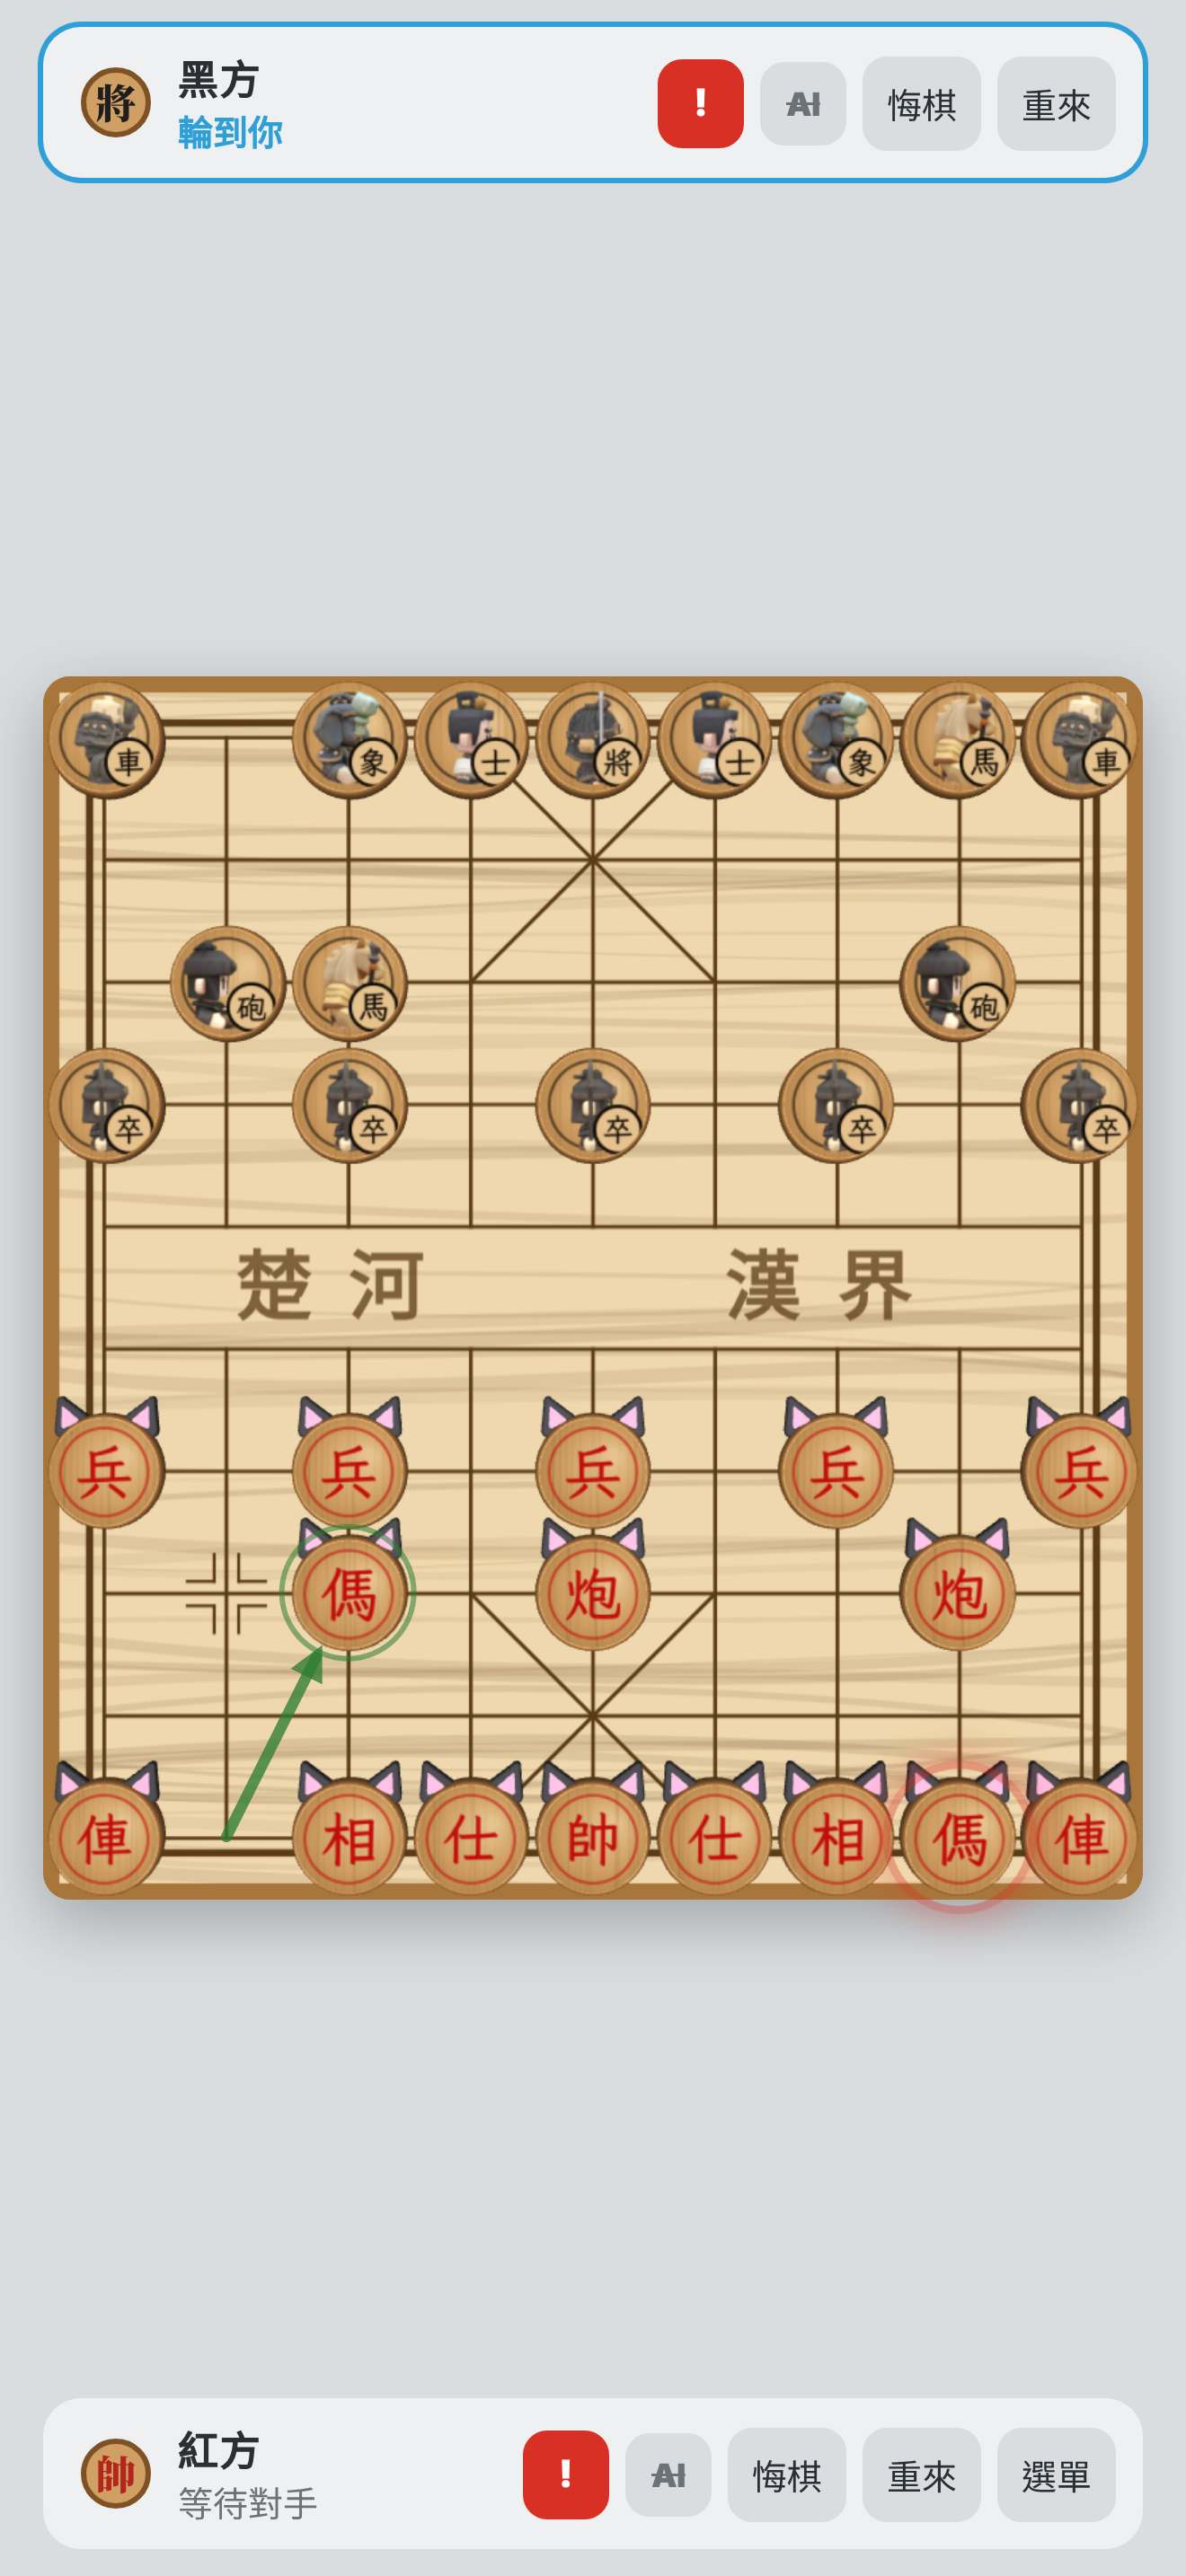 將
黑方
輪到你
!
AI
悔棋
重來
車 象 士 將 士 象 馬 車
砲 馬 砲
卒 卒 卒 卒 卒
楚河 漢界
兵 兵 兵 兵 兵
傌 炮 炮
俥 相 仕 帥 仕 相 傌 俥
帥
紅方
等待對手
!
AI
悔棋
重來
選單